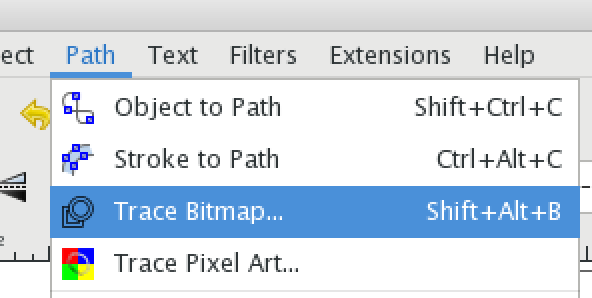 ect Path Text Filters Extensions Help
Object to Path Shift+Ctrl+C
Stroke to Path Ctrl+Alt+C
Trace Bitmap... Shift+Alt+B
Trace Pixel Art...